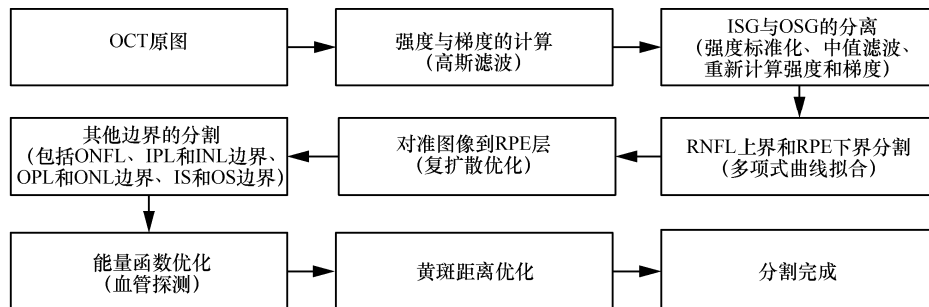 OCT原图
强度与梯度的计算
(高斯滤波)
ISG与OSG的分离
(强度标准化、中值滤波、
重新计算强度和梯度)
RNFL上界和RPE下界分割
(多项式曲线拟合)
对准图像到RPE层
(复扩散优化)
其他边界的分割
(包括ONFL、IPL和INL边界、
OPL和ONL边界、IS和OS边界)
能量函数优化
(血管探测)
黄斑距离优化
分割完成